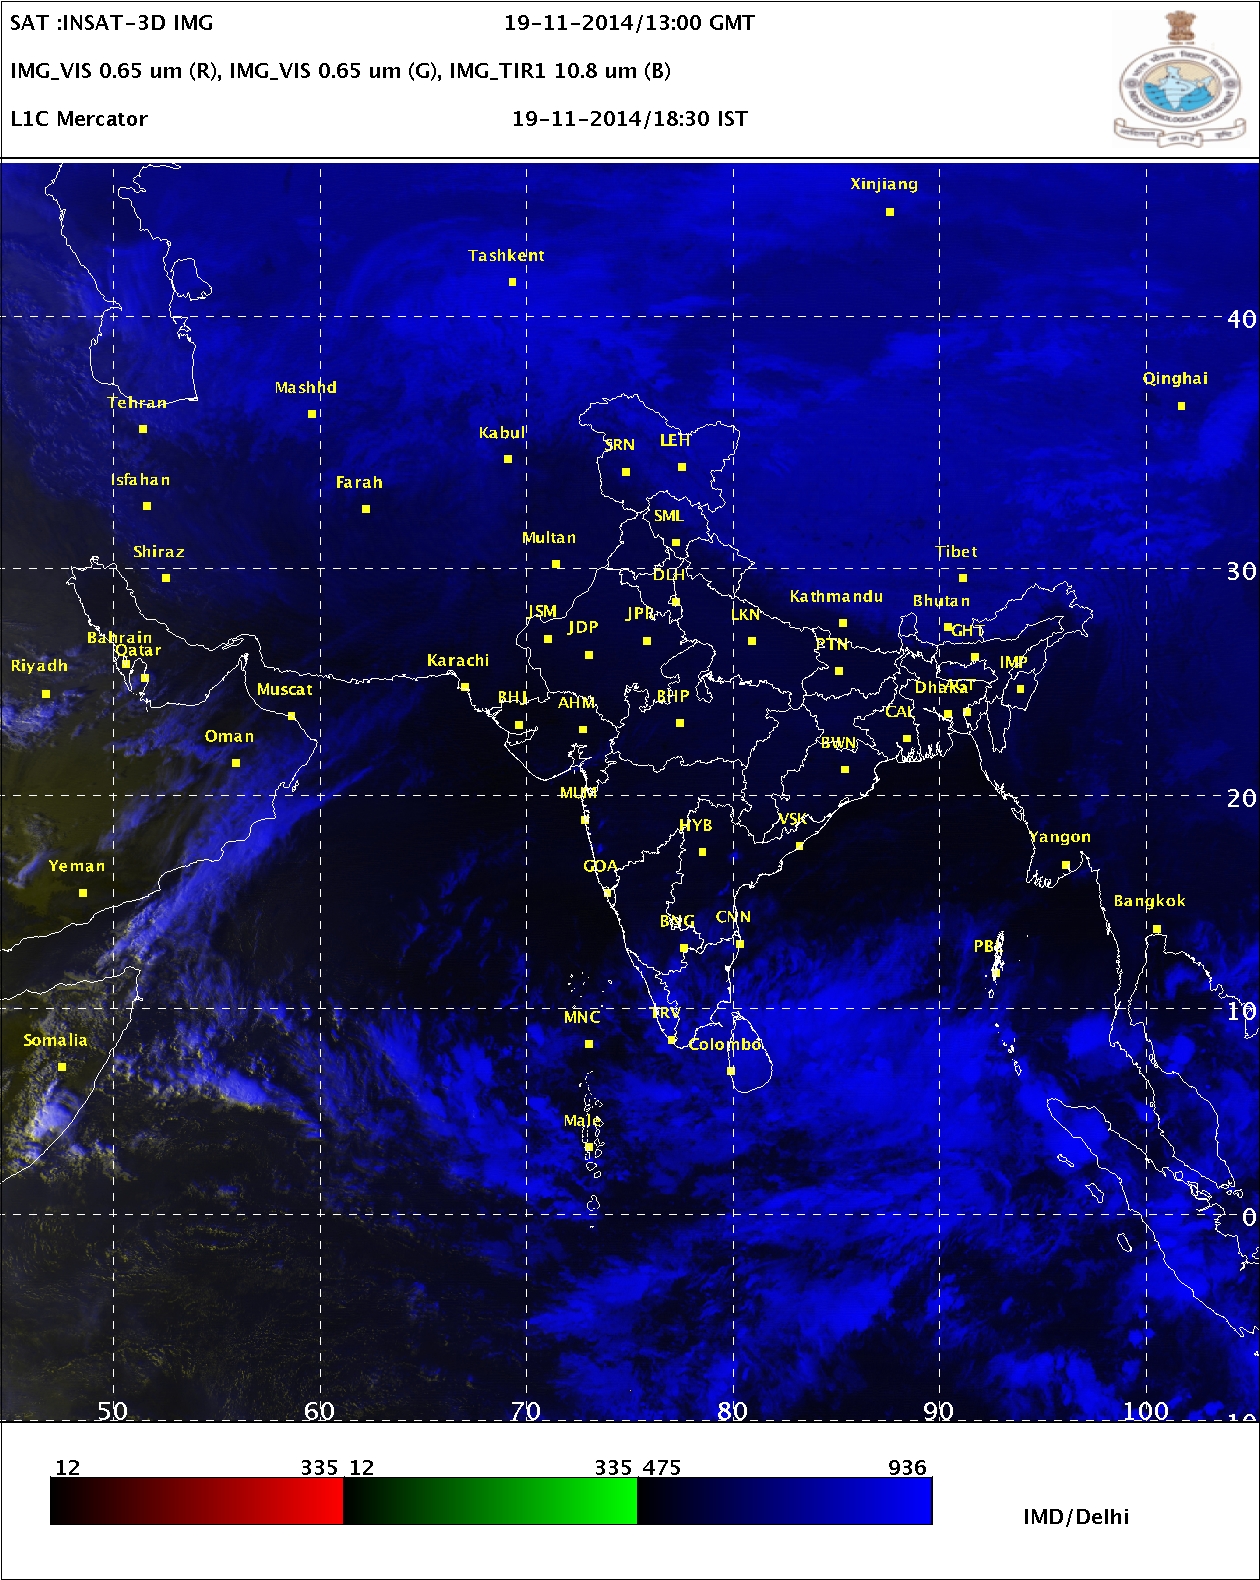 SAT :INSAT-3D IMG 19-11-2014/13:00 GMT
IMG_VIS 0.65 um (R), IMG_VIS 0.65 um (G), IMG_TIR1 10.8 um (B)
L1C Mercator 19-11-2014/18:30 IST
Xinjiang
Tashkent
40
Qinghai
Mashhd
Tehran
Kabul
SRN LEH
Isfahan
Farah
SML
Multan
Shiraz
Tibet
30
DLH
Kathmandu
Bhutan
JSM JDP JPR LKN
GHT
Bahrain
PTN
Qatar
Riyadh
Karachi
IMP
Muscat
BHJ AHM BHP
Dhaka
CAL
Oman
BWN
MUM
20
HYB VSK
Yangon
Yeman
GOA
Bangkok
BNG CNN
PBL
10
MNC TRV
Somalia
Colombo
Male
0
50 60 70 80 90 100
10
12 335 12 335 475 936
IMD/Delhi